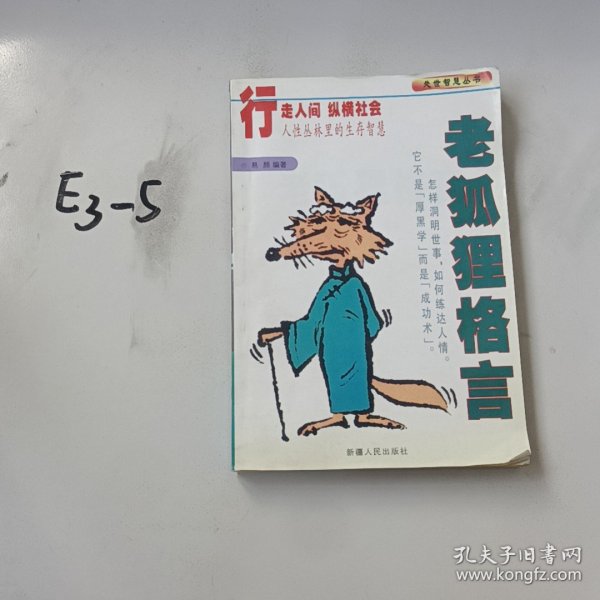 E3-5
处世智慧丛书
行走人间 纵横社会
人性丛林里的生存智慧
易 颜 编著
老狐狸格言
怎样洞明世事，如何练达人情。
它不是「厚黑学」而是「成功术」。
新疆人民出版社
孔夫子旧书网
www.kongfz.com